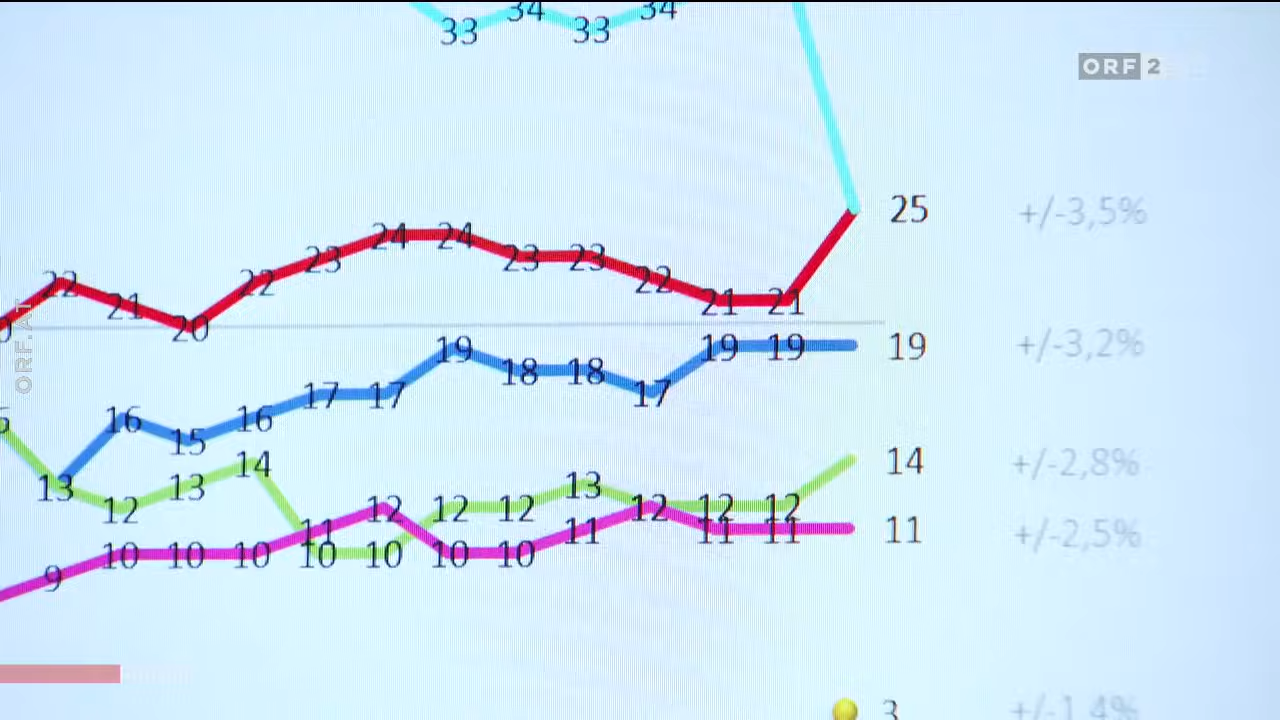 33 34 33 34
ORF 2
25 +/-3,5%
22 21 20 22 23 24 24 23 23 22 21 21
ORF.AT
19 +/-3,2%
13 16 15 16 17 17 19 18 18 17 19 19
14 +/-2,8%
12 13 14 10 10 12 12 13 12 12 12
11 +/-2,5%
9 10 10 10 11 12 10 10 11 11 11
3 +/-1,4%